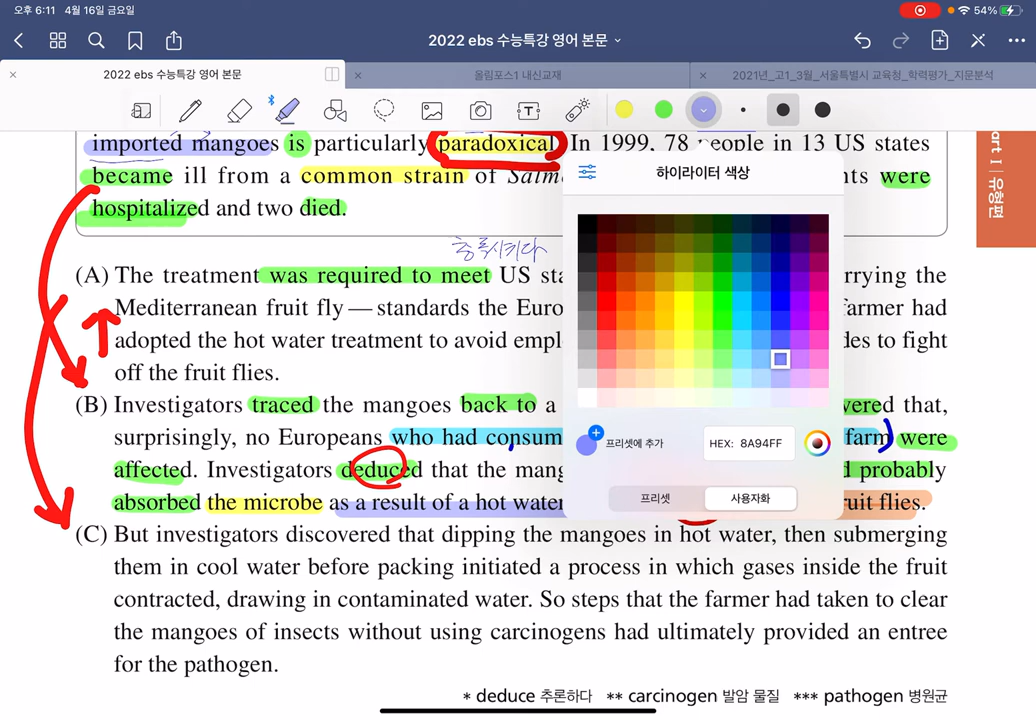 오후 6:11 4월 16일 금요일
54%
2022 ebs 수능특강 영어 본문
2022 ebs 수능특강 영어 본문
올림포스1 내신교재
2021년_고1_3월_서울특별시 교육청_학력평가_지문분석
imported mangoes is particularly paradoxical. In 1999, 78 people in 13 US states
became ill from a common strain of
were
hospitalized and two died.
Part I
유형편
충족시키다
하이라이터 색상
(A) The treatment was required to meet US
rrying the
Mediterranean fruit fly — standards the
farmer had
adopted the hot water treatment to avoid
to fight
off the fruit flies.
(B) Investigators traced the mangoes back to a
that,
surprisingly, no Europeans who had
farm) were
affected. Investigators deduced that the
probably
absorbed the microbe as a result of a hot water
fruit flies.
프리셋에 추가
HEX: 8A94FF
프리셋
사용자화
(C) But investigators discovered that dipping the mangoes in hot water, then submerging
them in cool water before packing initiated a process in which gases inside the fruit
contracted, drawing in contaminated water. So steps that the farmer had taken to clear
the mangoes of insects without using carcinogens had ultimately provided an entree
for the pathogen.
* deduce 추론하다 ** carcinogen 발암 물질 *** pathogen 병원균